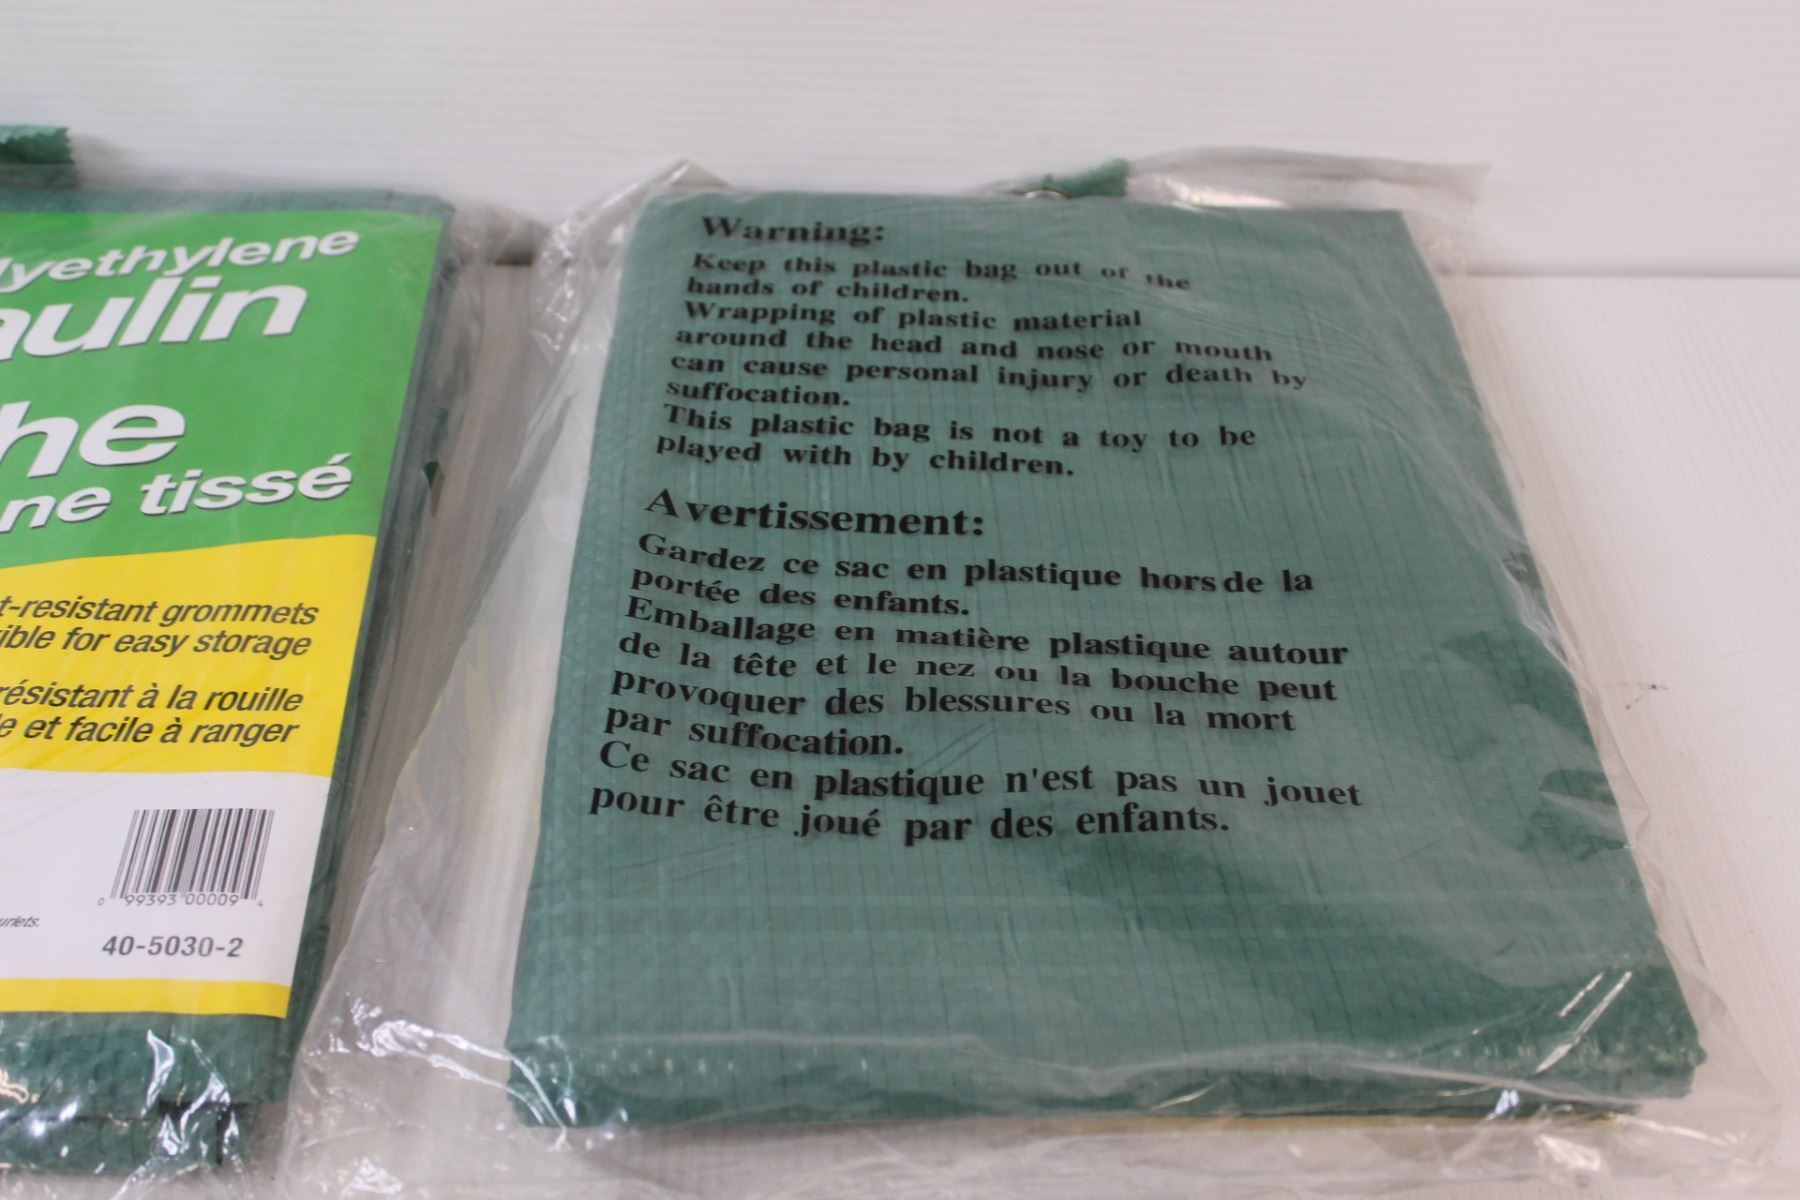 lyethylene
aulin
he
ne tissé
t-resistant grommets
ible for easy storage
résistant à la rouille
e et facile à ranger
0 99393 00009 4
urlets.
40-5030-2
Warning:
Keep this plastic bag out of the
hands of children.
Wrapping of plastic material
around the head and nose or mouth
can cause personal injury or death by
suffocation.
This plastic bag is not a toy to be
played with by children.
Avertissement:
Gardez ce sac en plastique hors de la
portée des enfants.
Emballage en matière plastique autour
de la tête et le nez ou la bouche peut
provoquer des blessures ou la mort
par suffocation.
Ce sac en plastique n'est pas un jouet
pour être joué par des enfants.